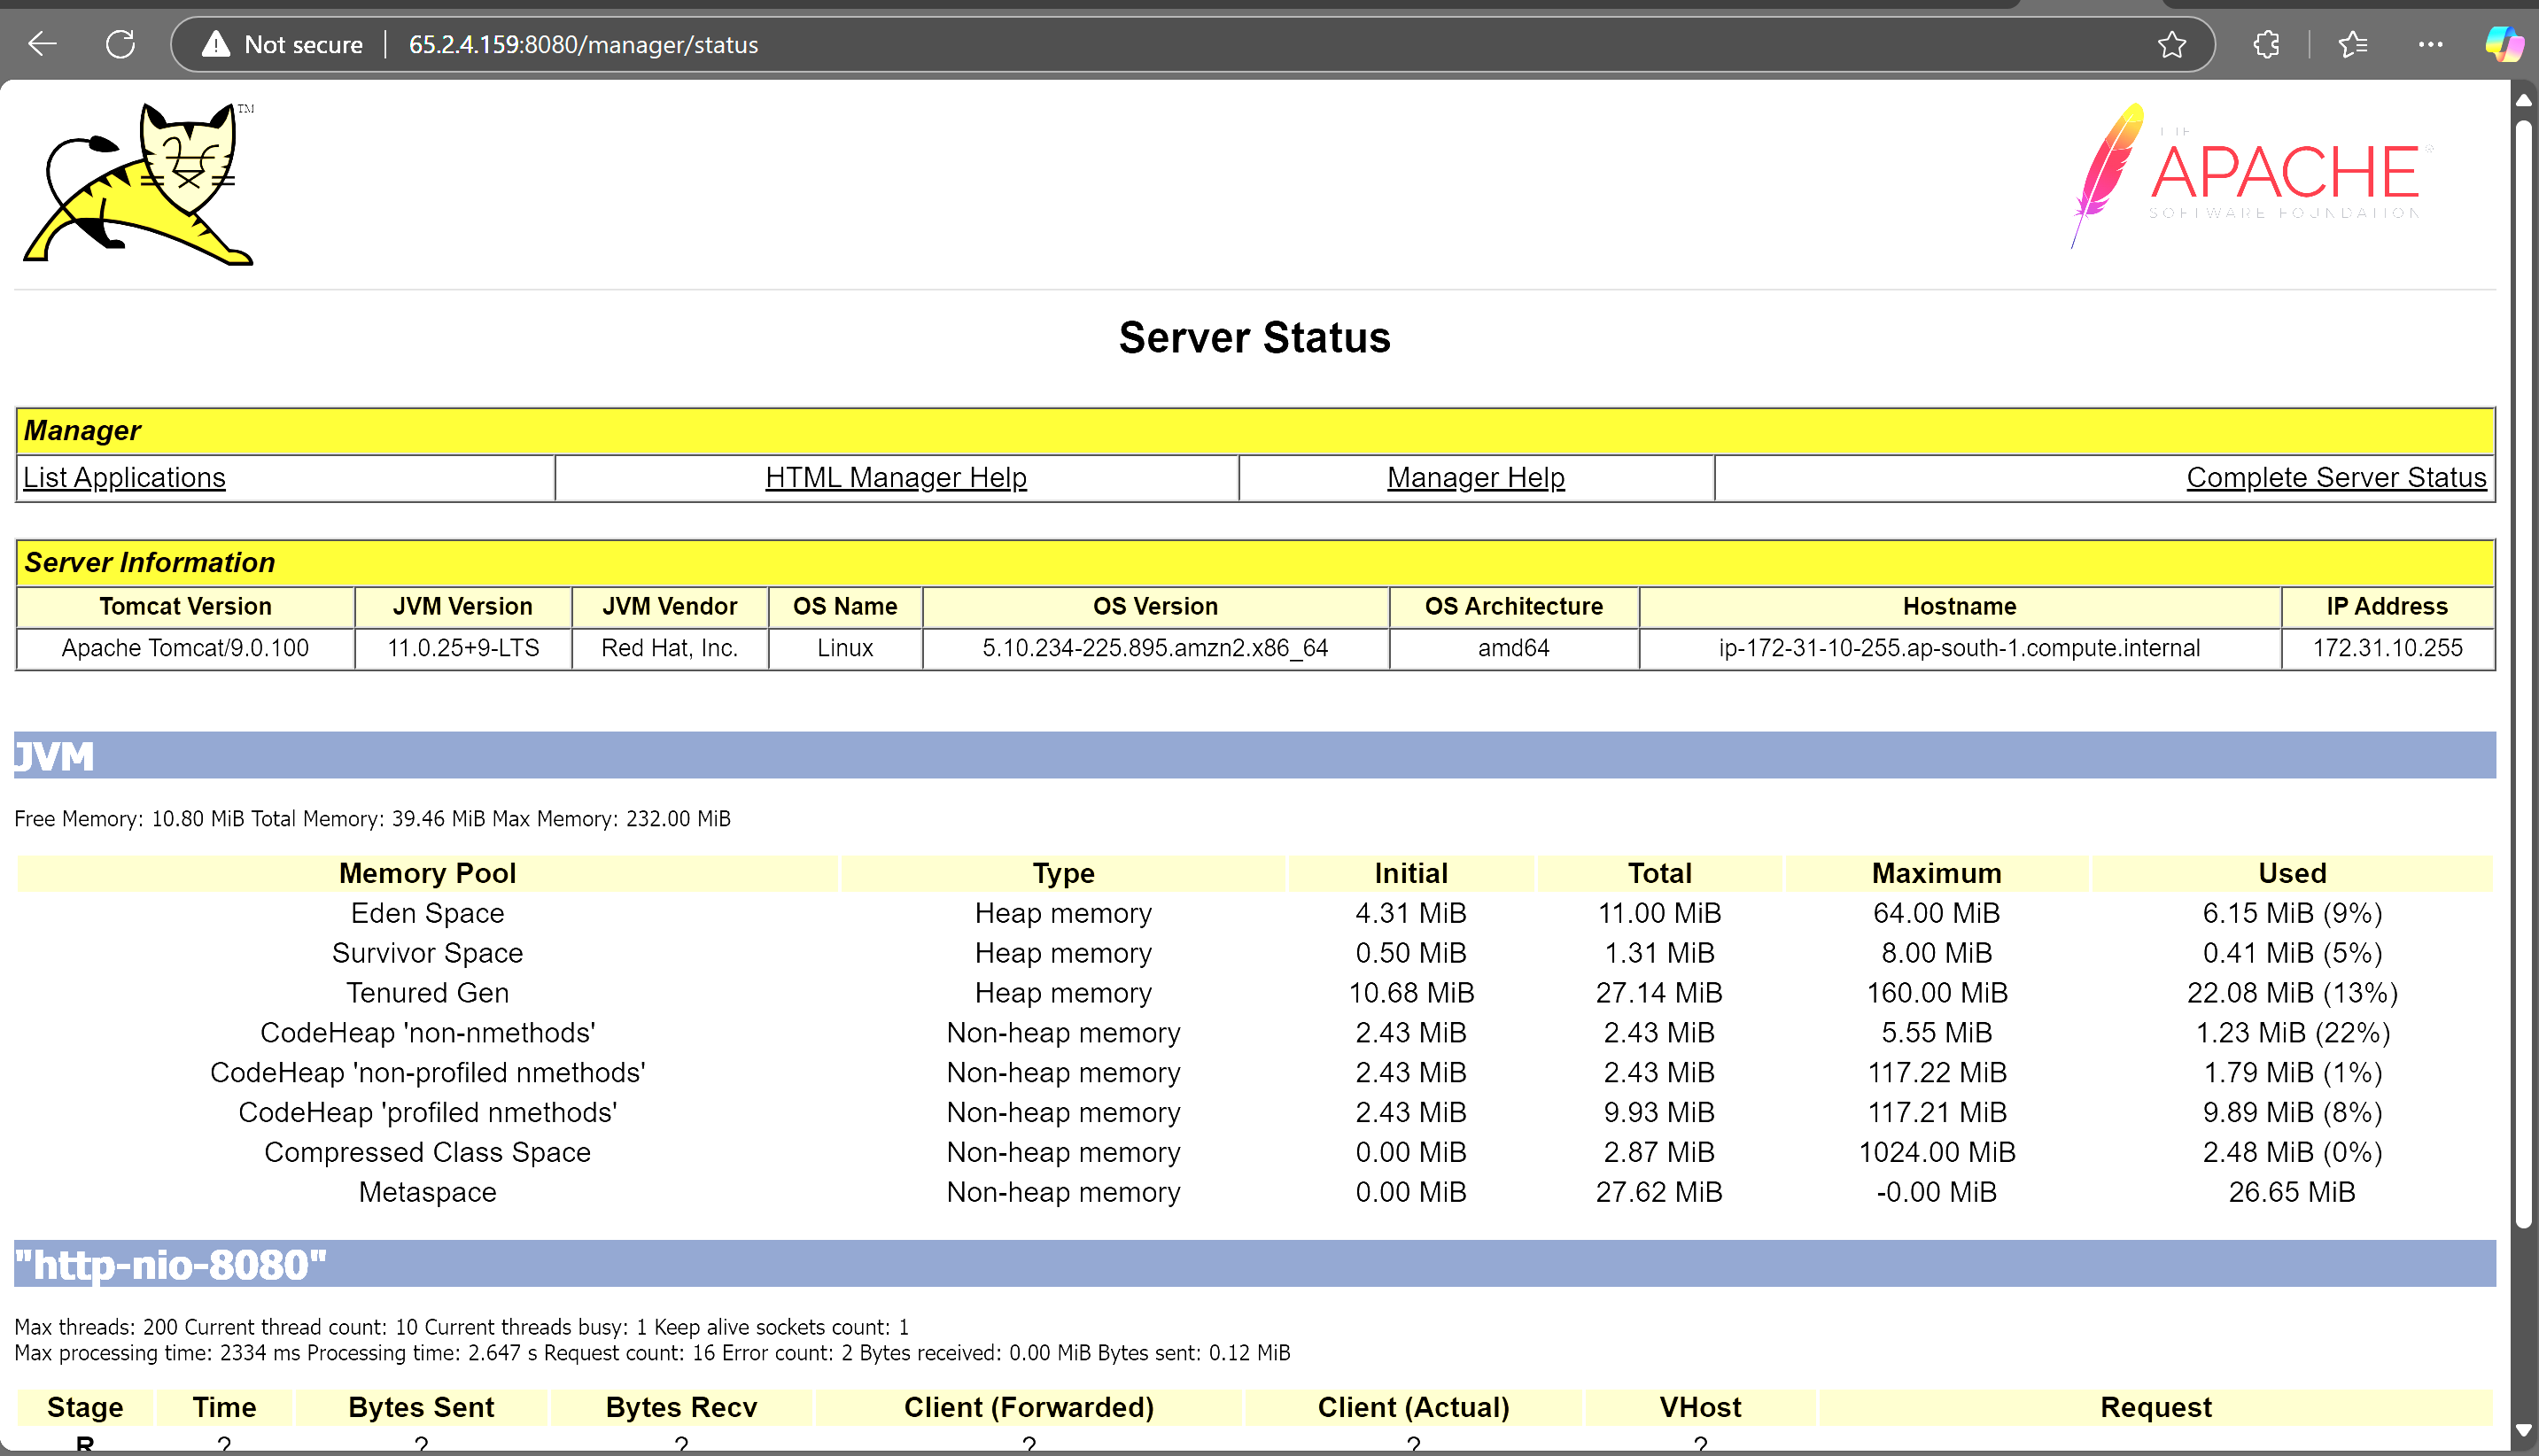 Not secure 65.2.4.159:8080/manager/status
TM
THE
APACHE
SOFTWARE FOUNDATION
Server Status
Manager
List Applications HTML Manager Help Manager Help Complete Server Status
Server Information
Tomcat Version JVM Version JVM Vendor OS Name OS Version OS Architecture Hostname IP Address
Apache Tomcat/9.0.100 11.0.25+9-LTS Red Hat, Inc. Linux 5.10.234-225.895.amzn2.x86_64 amd64 ip-172-31-10-255.ap-south-1.compute.internal 172.31.10.255
JVM
Free Memory: 10.80 MiB Total Memory: 39.46 MiB Max Memory: 232.00 MiB
Memory Pool Type Initial Total Maximum Used
Eden Space Heap memory 4.31 MiB 11.00 MiB 64.00 MiB 6.15 MiB (9%)
Survivor Space Heap memory 0.50 MiB 1.31 MiB 8.00 MiB 0.41 MiB (5%)
Tenured Gen Heap memory 10.68 MiB 27.14 MiB 160.00 MiB 22.08 MiB (13%)
CodeHeap 'non-nmethods' Non-heap memory 2.43 MiB 2.43 MiB 5.55 MiB 1.23 MiB (22%)
CodeHeap 'non-profiled nmethods' Non-heap memory 2.43 MiB 2.43 MiB 117.22 MiB 1.79 MiB (1%)
CodeHeap 'profiled nmethods' Non-heap memory 2.43 MiB 9.93 MiB 117.21 MiB 9.89 MiB (8%)
Compressed Class Space Non-heap memory 0.00 MiB 2.87 MiB 1024.00 MiB 2.48 MiB (0%)
Metaspace Non-heap memory 0.00 MiB 27.62 MiB -0.00 MiB 26.65 MiB
"http-nio-8080"
Max threads: 200 Current thread count: 10 Current threads busy: 1 Keep alive sockets count: 1
Max processing time: 2334 ms Processing time: 2.647 s Request count: 16 Error count: 2 Bytes received: 0.00 MiB Bytes sent: 0.12 MiB
Stage Time Bytes Sent Bytes Recv Client (Forwarded) Client (Actual) VHost Request
R ? ? ? ? ? ?